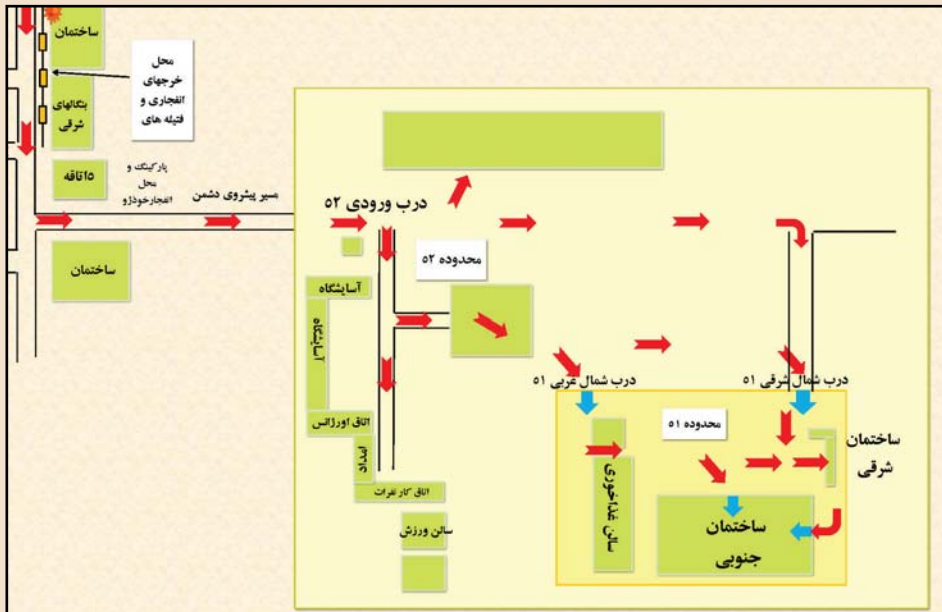 ساختمان
محل
خرجهای
انفجاری و
فتیله های
بنگالهای
شرقی
۵اتاقه
پارکینگ و
محل
انفجارخودرو
مسیر پیشروی دشمن
درب ورودی ۵۲
محدوده ۵۲
ساختمان
آسایشگاه
آسایشگاه
درب شمال غربی ۵۱
درب شمال شرقی ۵۱
اتاق اورژانس
محدوده ۵۱
ساختمان
شرقی
امداد
سالن غذاخوری
اتاق کار نفرات
سالن ورزش
ساختمان
جنوبی